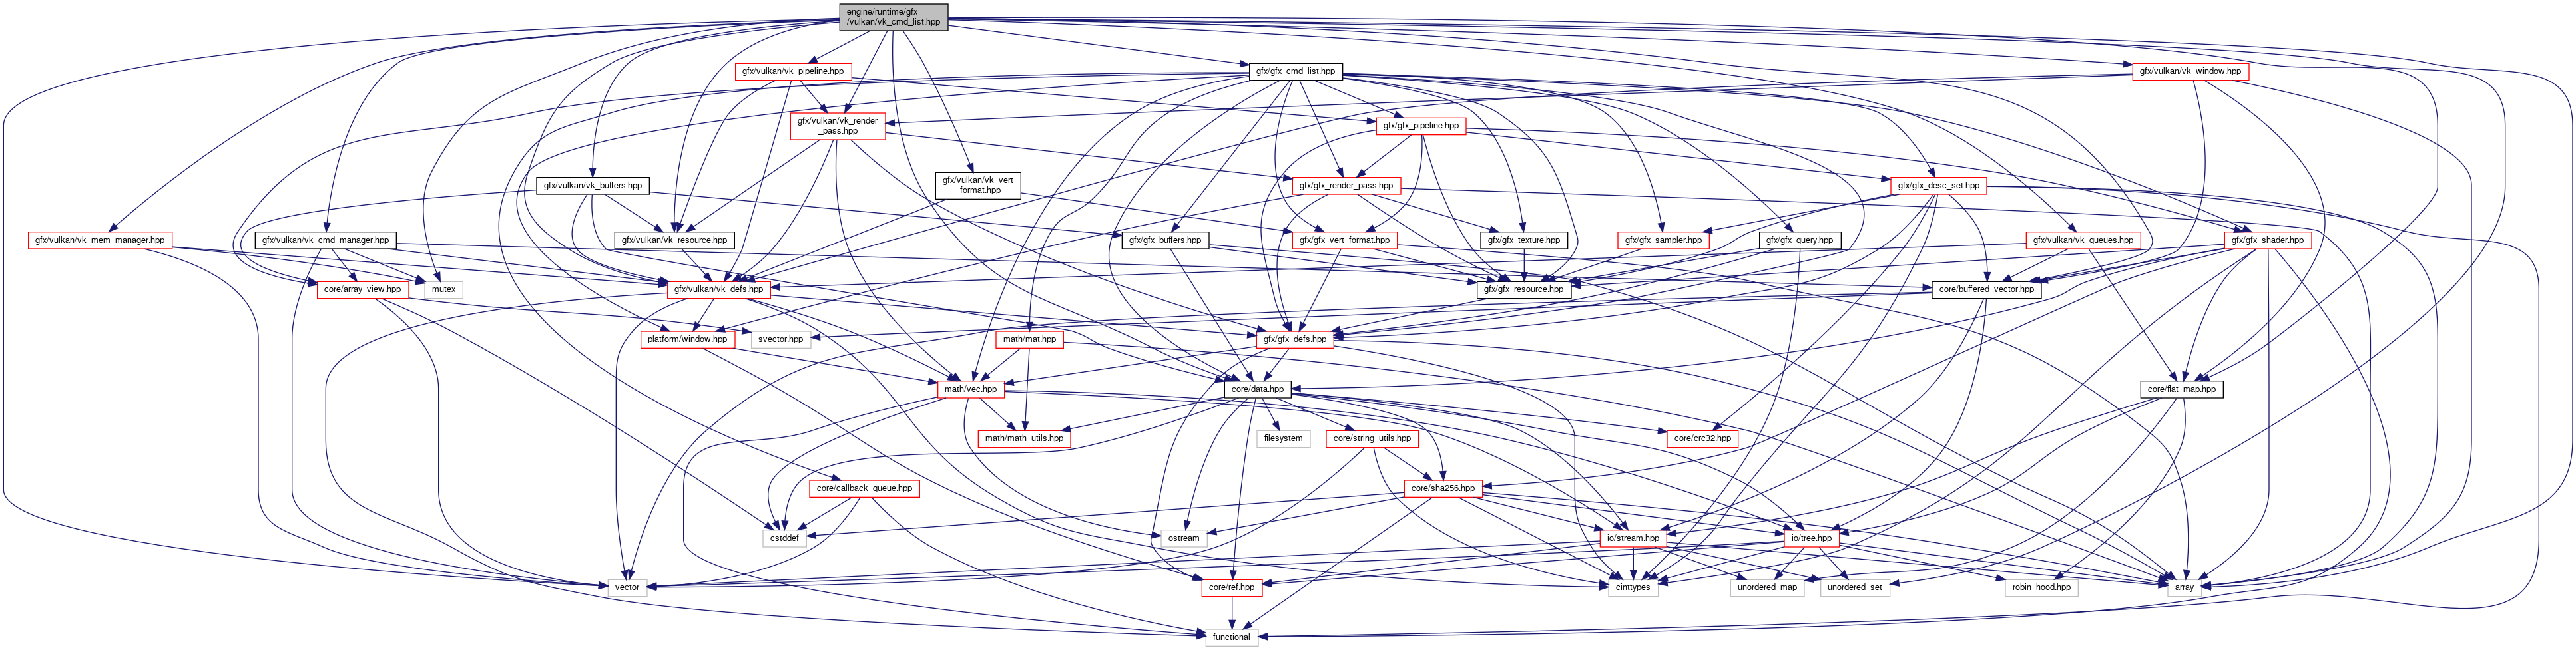 engine/runtime/gfx
/vulkan/vk_cmd_list.hpp
gfx/vulkan/vk_pipeline.hpp
gfx/gfx_cmd_list.hpp
gfx/vulkan/vk_window.hpp
gfx/vulkan/vk_render
_pass.hpp
gfx/gfx_pipeline.hpp
gfx/vulkan/vk_buffers.hpp
gfx/vulkan/vk_vert
_format.hpp
gfx/gfx_render_pass.hpp
gfx/gfx_desc_set.hpp
gfx/vulkan/vk_mem_manager.hpp
gfx/vulkan/vk_cmd_manager.hpp
gfx/vulkan/vk_resource.hpp
gfx/gfx_buffers.hpp
gfx/gfx_vert_format.hpp
gfx/gfx_texture.hpp
gfx/gfx_sampler.hpp
gfx/gfx_query.hpp
gfx/vulkan/vk_queues.hpp
gfx/gfx_shader.hpp
core/array_view.hpp
mutex
gfx/vulkan/vk_defs.hpp
gfx/gfx_resource.hpp
core/buffered_vector.hpp
platform/window.hpp
svector.hpp
math/mat.hpp
gfx/gfx_defs.hpp
math/vec.hpp
core/data.hpp
core/flat_map.hpp
math/math_utils.hpp
filesystem
core/string_utils.hpp
core/crc32.hpp
core/callback_queue.hpp
core/sha256.hpp
cstddef
ostream
io/stream.hpp
io/tree.hpp
vector
core/ref.hpp
cinttypes
unordered_map
unordered_set
robin_hood.hpp
array
functional